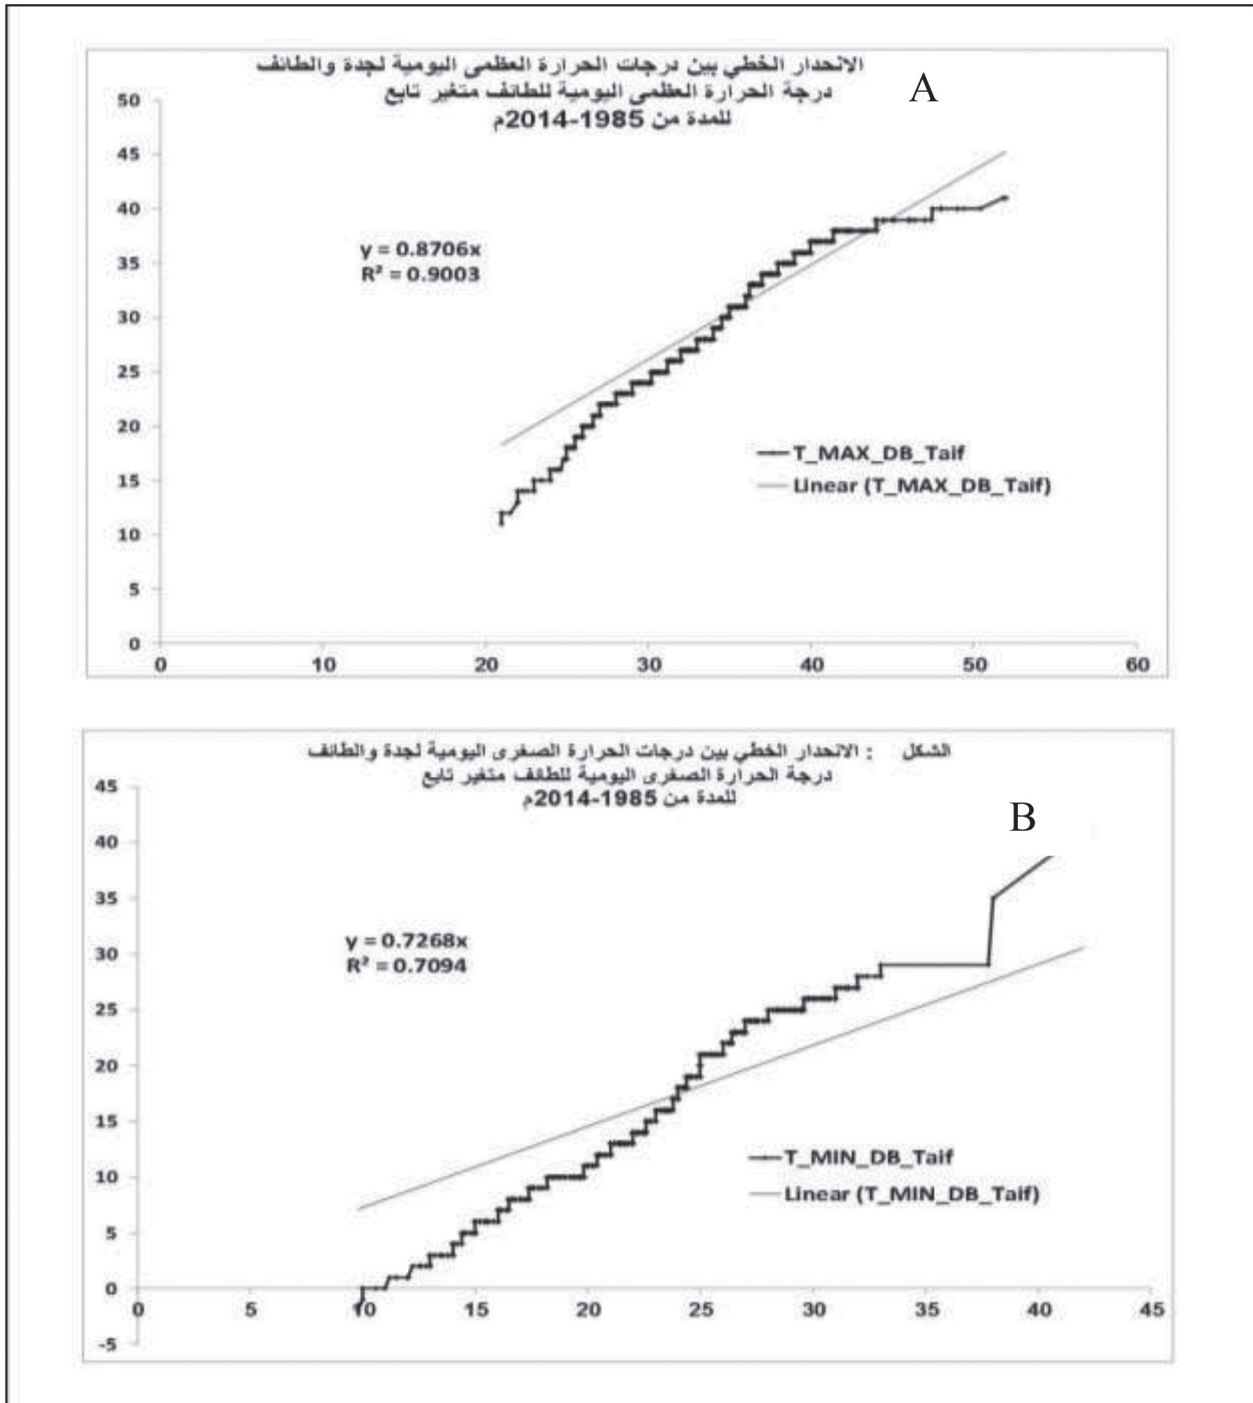 الانحدار الخطي بين درجات الحرارة العظمى اليومية لجدة والطائف
درجة الحرارة العظمى اليومية للطائف متغير تابع
للمدة من 1985-2014م
A
50
45
40
35
30
25
20
15
10
5
0
y = 0.8706x
R² = 0.9003
T_MAX_DB_Taif
Linear (T_MAX_DB_Taif)
0 10 20 30 40 50 60
الشكل : الانحدار الخطي بين درجات الحرارة الصغرى اليومية لجدة والطائف
درجة الحرارة الصغرى اليومية للطائف متغير تابع
للمدة من 1985-2014م
B
45
40
35
30
25
20
15
10
5
0
-5
y = 0.7268x
R² = 0.7094
T_MIN_DB_Taif
Linear (T_MIN_DB_Taif)
0 5 10 15 20 25 30 35 40 45